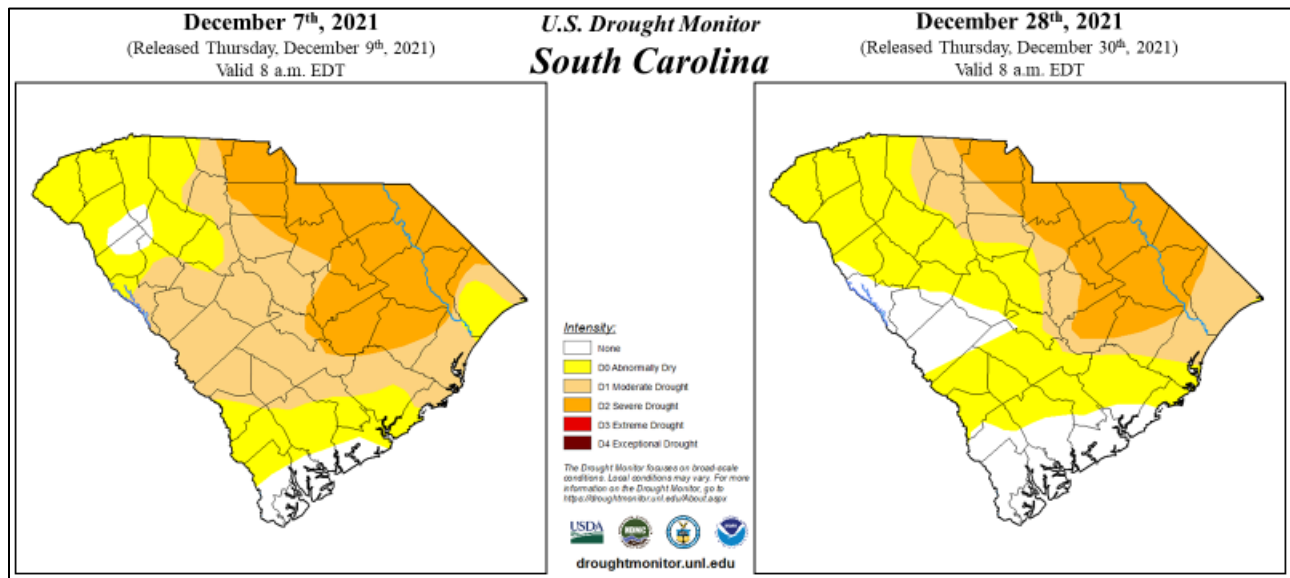 December 7th, 2021
(Released Thursday, December 9th, 2021)
Valid 8 a.m. EDT
U.S. Drought Monitor
South Carolina
December 28th, 2021
(Released Thursday, December 30th, 2021)
Valid 8 a.m. EDT
Intensity:
None
D0 Abnormally Dry
D1 Moderate Drought
D2 Severe Drought
D3 Extreme Drought
D4 Exceptional Drought
The Drought Monitor focuses on broad-scale
conditions. Local conditions may vary. For more
information on the Drought Monitor, go to
https://droughtmonitor.unl.edu/About.aspx
USDA
NDMC
droughtmonitor.unl.edu